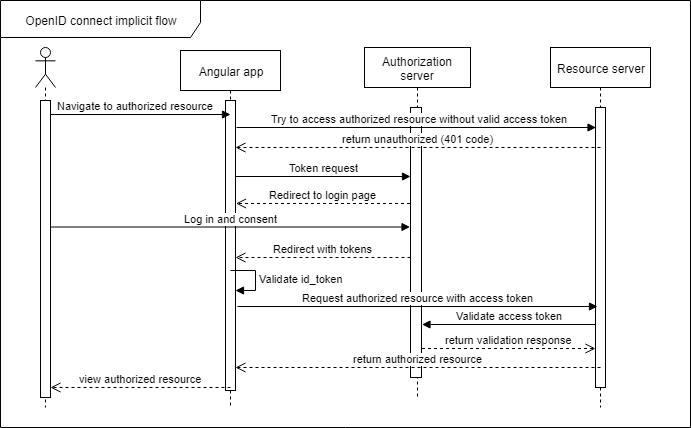 OpenID connect implicit flow
Angular app
Authorization
server
Resource server
Navigate to authorized resource
Try to access authorized resource without valid access token
return unauthorized (401 code)
Token request
Redirect to login page
Log in and consent
Redirect with tokens
Validate id_token
Request authorized resource with access token
Validate access token
return validation response
return authorized resource
view authorized resource